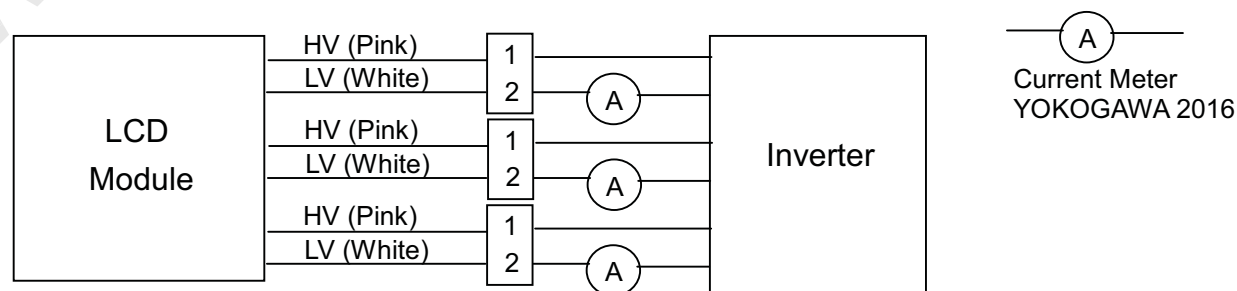 HV (Pink)
1
LV (White)
2
A
HV (Pink)
1
LV (White)
2
A
HV (Pink)
1
LV (White)
2
A
LCD
Module
Inverter
A
Current Meter
YOKOGAWA 2016